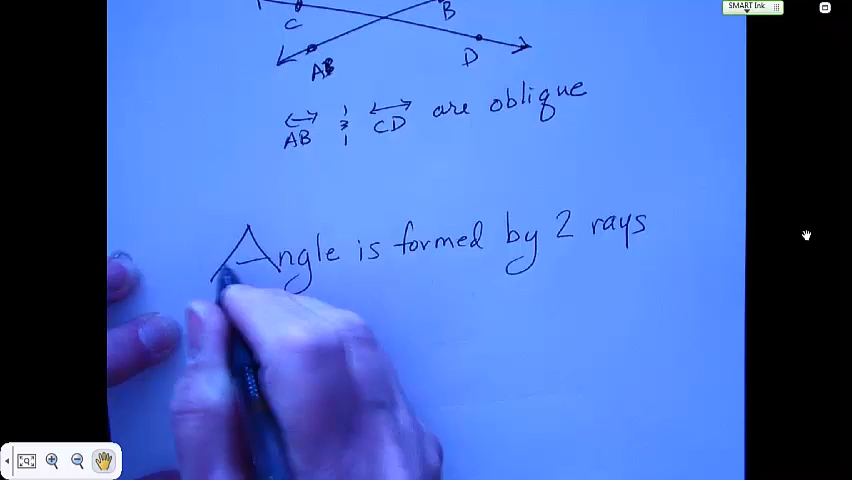 SMART Ink
C
B
AB
D
AB & CD are oblique
Angle is formed by 2 rays